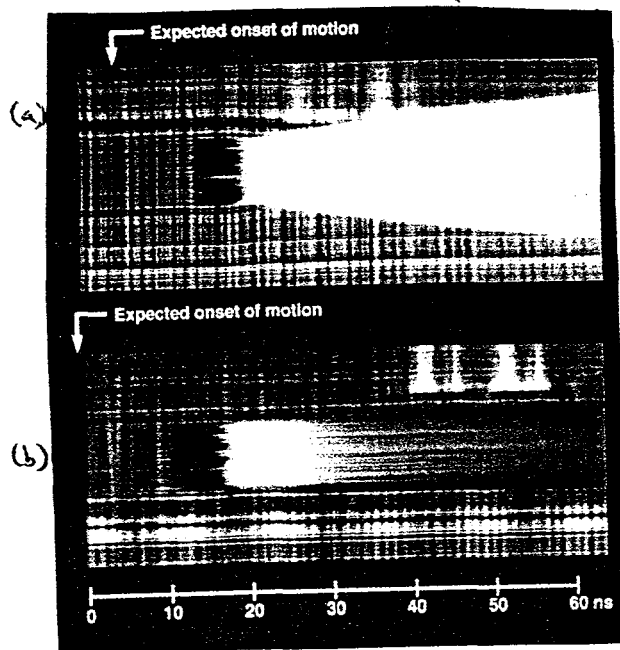 Expected onset of motion
(a)
Expected onset of motion
(b)
0 10 20 30 40 50 60 ns